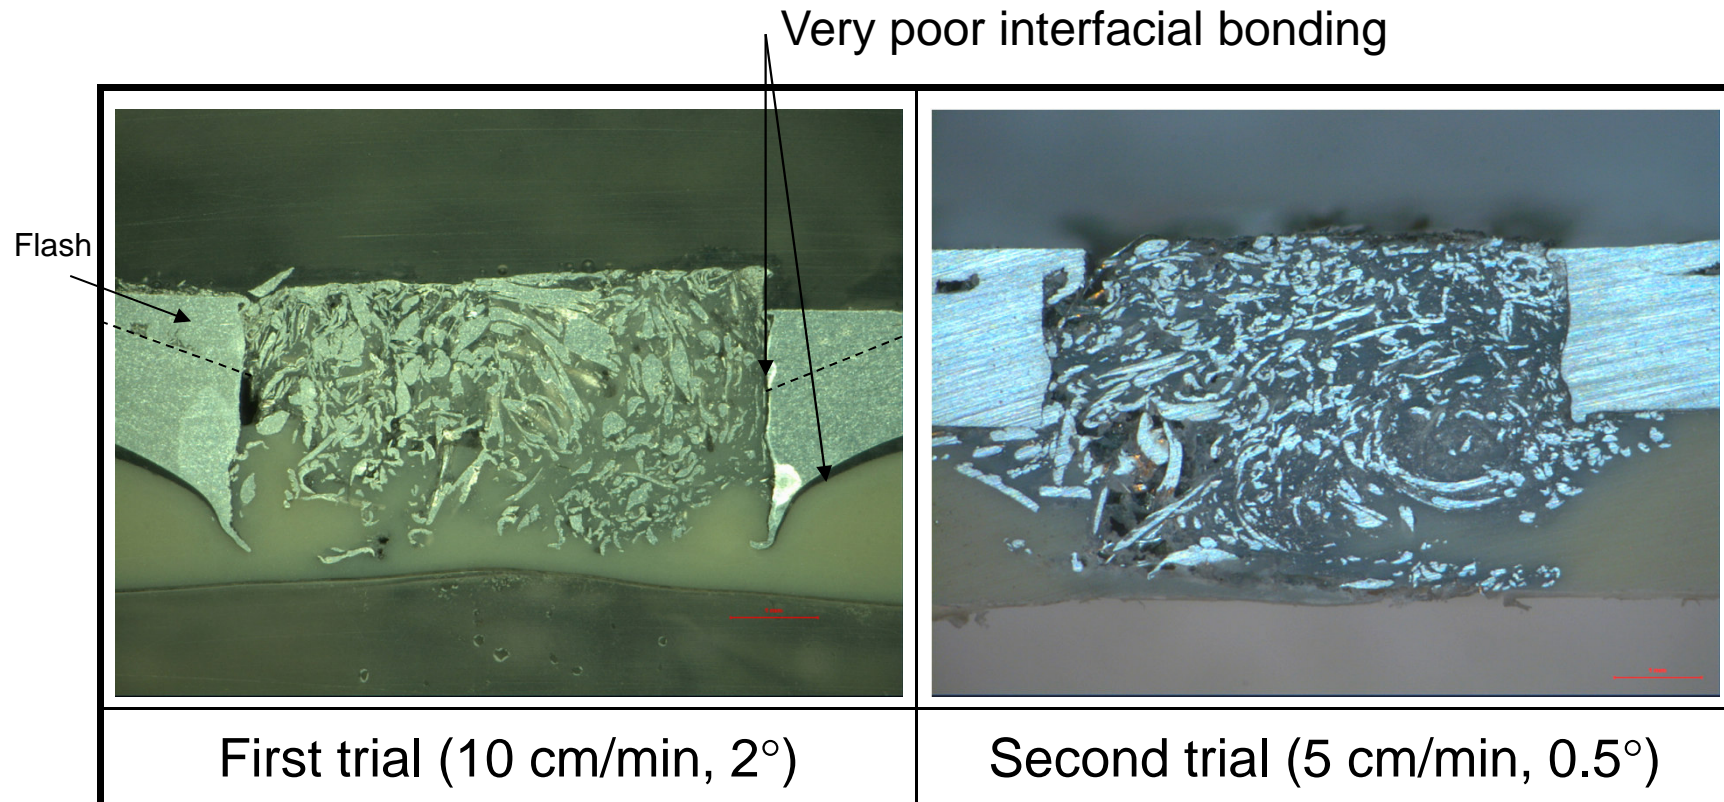 Very poor interfacial bonding
Flash
First trial (10 cm/min, 2°)
Second trial (5 cm/min, 0.5°)